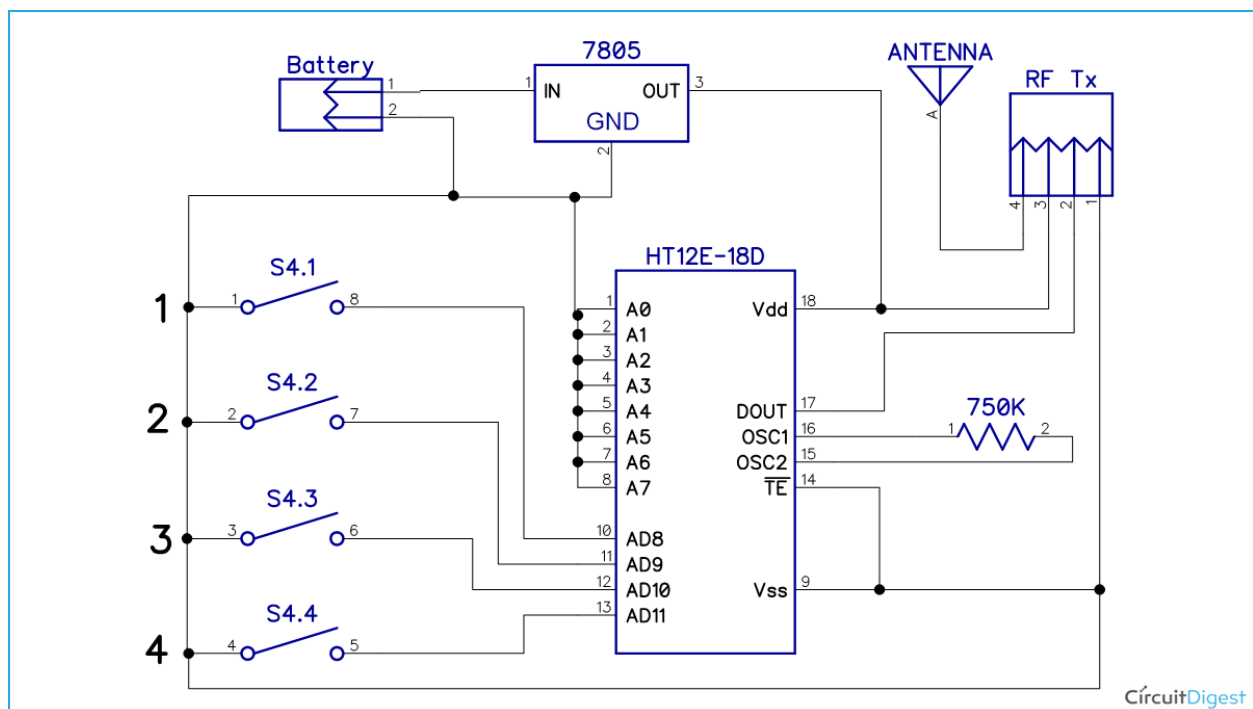 Battery
1
2
7805
1 IN
OUT 3
GND
2
ANTENNA
A
RF Tx
4 3 2 1
HT12E-18D
1 S4.1
1 8
2 S4.2
2 7
3 S4.3
3 6
4 S4.4
4 5
1 A0
2 A1
3 A2
4 A3
5 A4
6 A5
7 A6
8 A7
10 AD8
11 AD9
12 AD10
13 AD11
Vdd 18
DOUT 17
OSC1 16
OSC2 15
TE 14
Vss 9
750K
1 2
CírcuitDigest